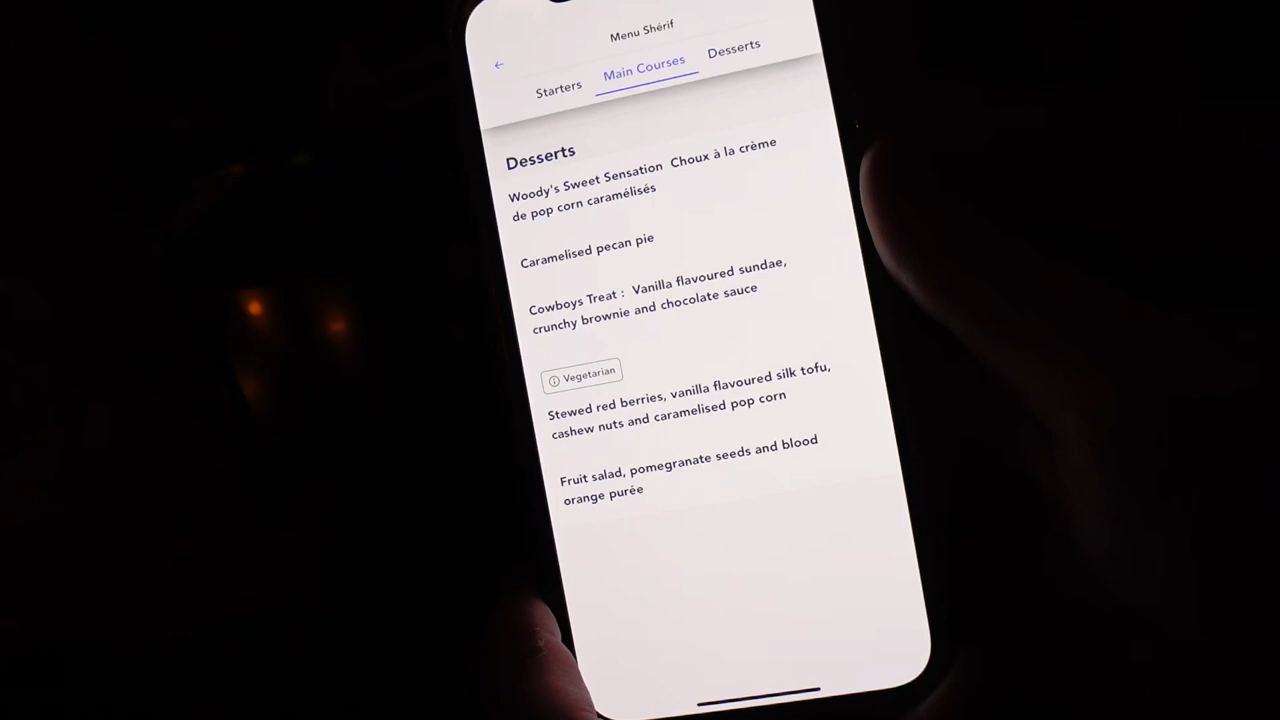 Menu Shérif
←
Starters Main Courses Desserts
Desserts
Woody's Sweet Sensation Choux à la crème
de pop corn caramélisés
Caramelised pecan pie
Cowboys Treat : Vanilla flavoured sundae,
crunchy brownie and chocolate sauce
Vegetarian
Stewed red berries, vanilla flavoured silk tofu,
cashew nuts and caramelised pop corn
Fruit salad, pomegranate seeds and blood
orange purée